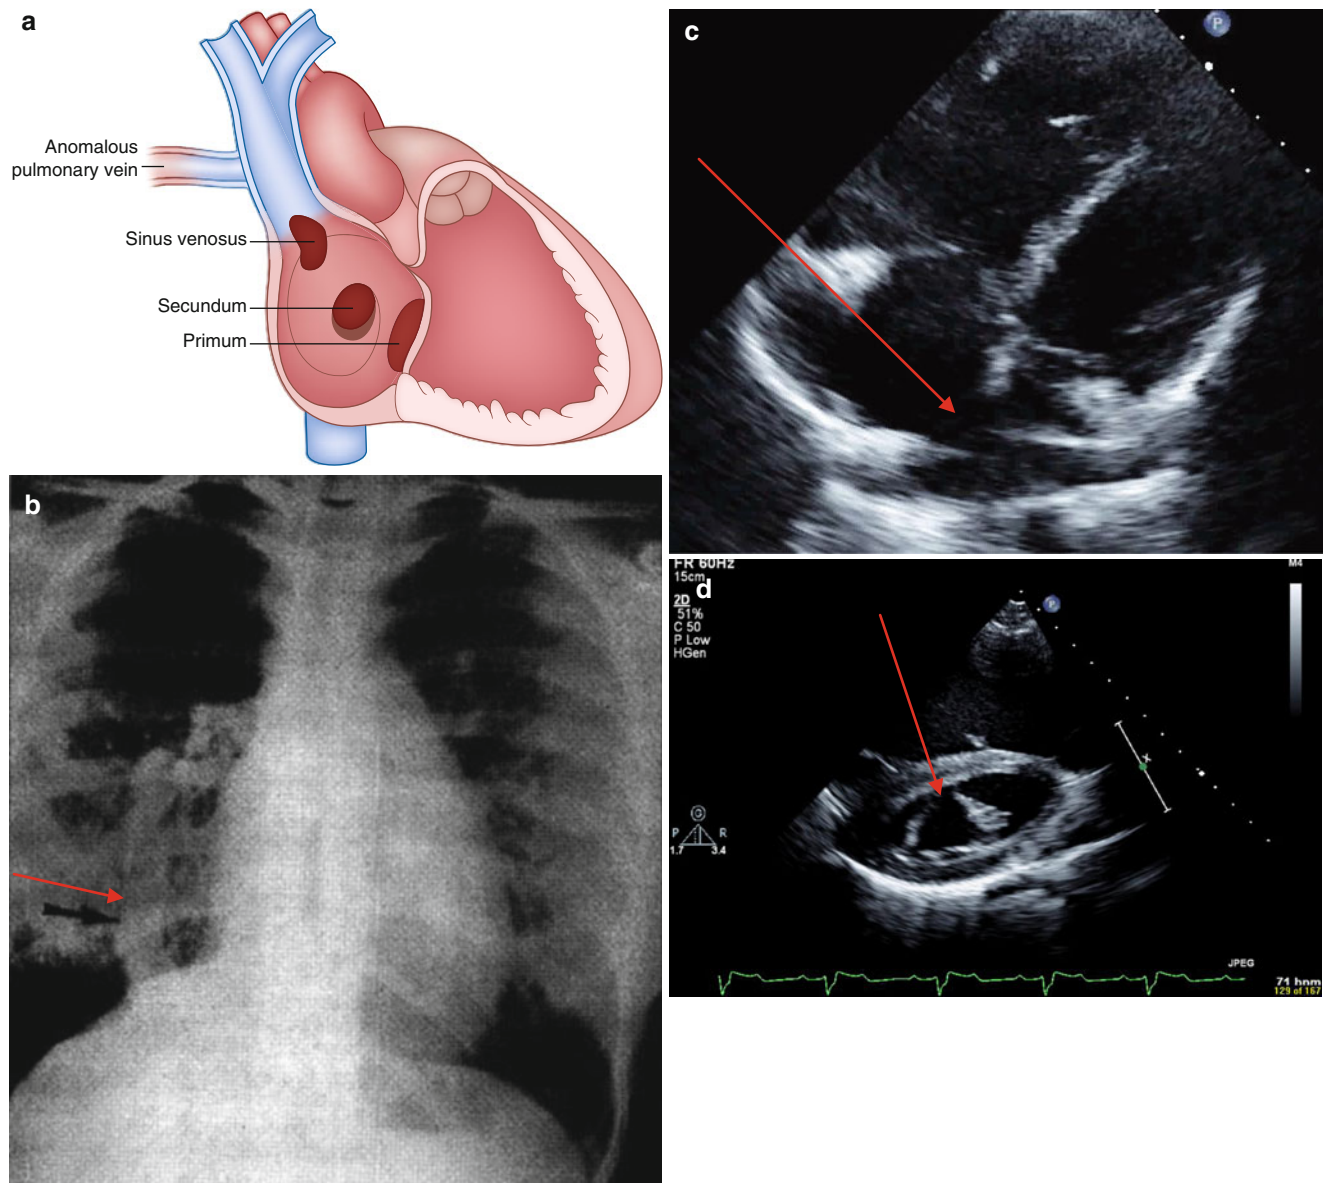 a
Anomalous
pulmonary vein
Sinus venosus
Secundum
Primum
b
c
P
d
FR 60Hz
15cm
2D
51%
C 50
P Low
HGen
M4
P
G
P R
1.7 3.4
x
JPEG
71 bpm
129 of 167